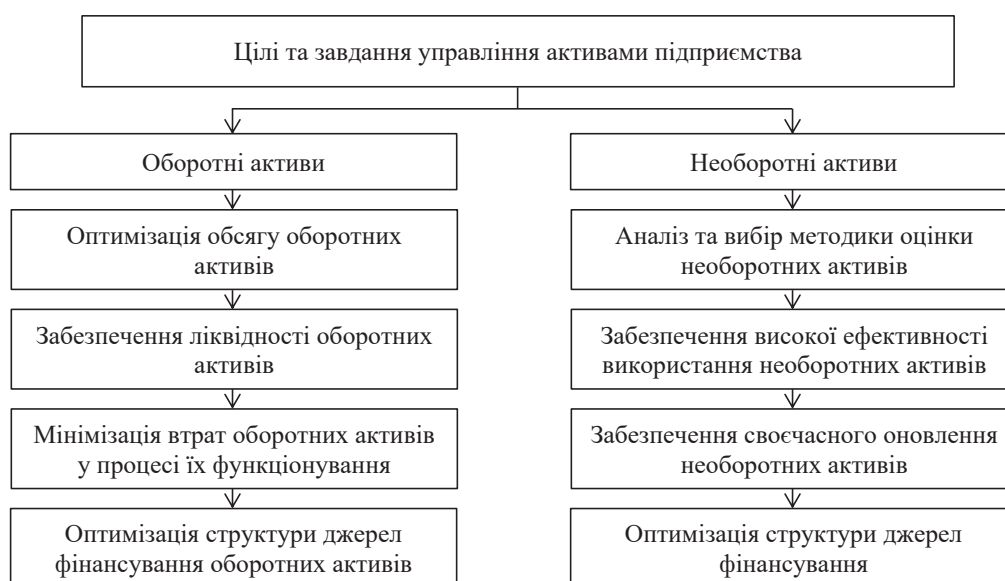 Цілі та завдання управління активами підприємства
Оборотні активи
Оптимізація обсягу оборотних
активів
Забезпечення ліквідності оборотних
активів
Мінімізація втрат оборотних активів
у процесі їх функціонування
Оптимізація структури джерел
фінансування оборотних активів
Необоротні активи
Аналіз та вибір методики оцінки
необоротних активів
Забезпечення високої ефективності
використання необоротних активів
Забезпечення своєчасного оновлення
необоротних активів
Оптимізація структури джерел
фінансування